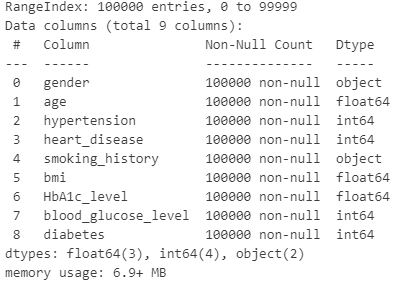 RangeIndex: 100000 entries, 0 to 99999
Data columns (total 9 columns):
 #   Column               Non-Null Count   Dtype
---  ------               --------------   -----
 0   gender               100000 non-null  object
 1   age                  100000 non-null  float64
 2   hypertension         100000 non-null  int64
 3   heart_disease        100000 non-null  int64
 4   smoking_history      100000 non-null  object
 5   bmi                  100000 non-null  float64
 6   HbA1c_level          100000 non-null  float64
 7   blood_glucose_level  100000 non-null  int64
 8   diabetes             100000 non-null  int64
dtypes: float64(3), int64(4), object(2)
memory usage: 6.9+ MB